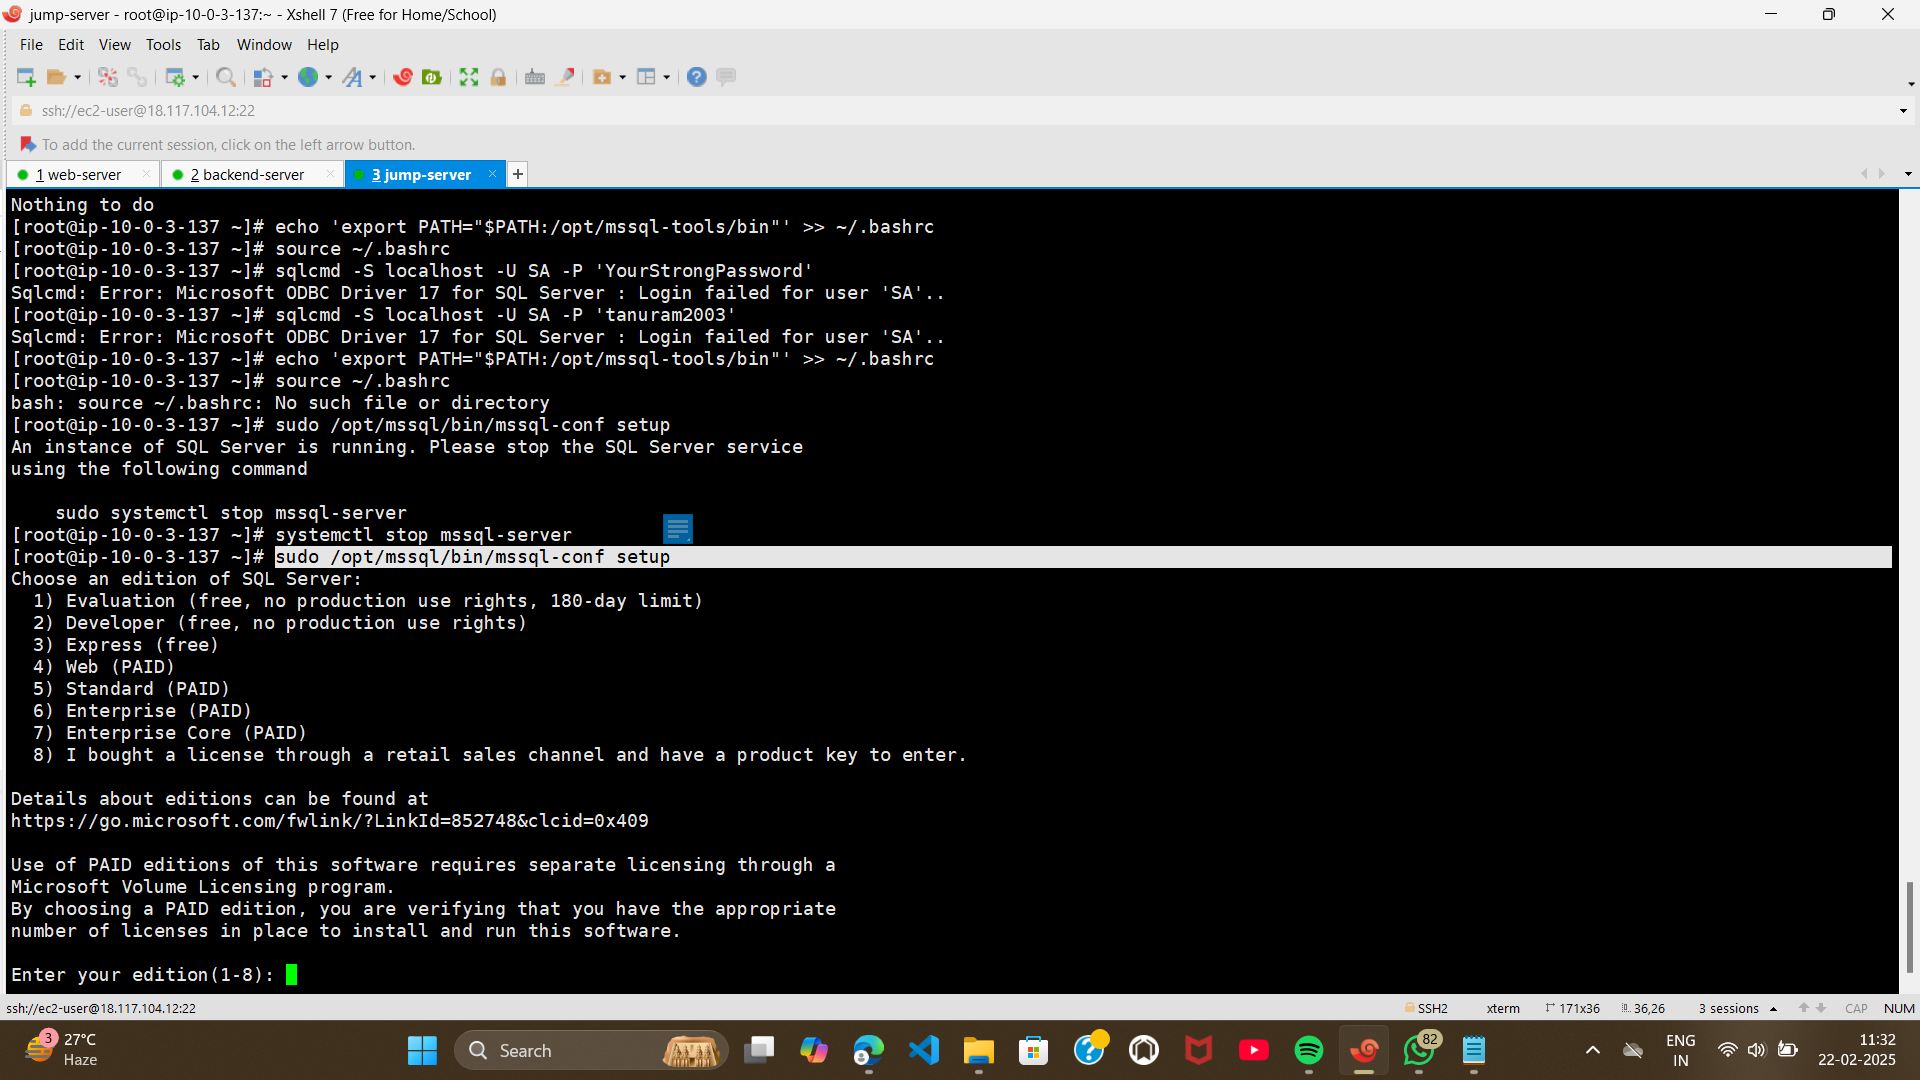 jump-server - root@ip-10-0-3-137:~ - Xshell 7 (Free for Home/School)
File Edit View Tools Tab Window Help
ssh://ec2-user@18.117.104.12:22
To add the current session, click on the left arrow button.
1 web-server 2 backend-server 3 jump-server
Nothing to do
[root@ip-10-0-3-137 ~]# echo 'export PATH="$PATH:/opt/mssql-tools/bin"' >> ~/.bashrc
[root@ip-10-0-3-137 ~]# source ~/.bashrc
[root@ip-10-0-3-137 ~]# sqlcmd -S localhost -U SA -P 'YourStrongPassword'
Sqlcmd: Error: Microsoft ODBC Driver 17 for SQL Server : Login failed for user 'SA'..
[root@ip-10-0-3-137 ~]# sqlcmd -S localhost -U SA -P 'tanuram2003'
Sqlcmd: Error: Microsoft ODBC Driver 17 for SQL Server : Login failed for user 'SA'..
[root@ip-10-0-3-137 ~]# echo 'export PATH="$PATH:/opt/mssql-tools/bin"' >> ~/.bashrc
[root@ip-10-0-3-137 ~]# source ~/.bashrc
bash: source ~/.bashrc: No such file or directory
[root@ip-10-0-3-137 ~]# sudo /opt/mssql/bin/mssql-conf setup
An instance of SQL Server is running. Please stop the SQL Server service
using the following command
sudo systemctl stop mssql-server
[root@ip-10-0-3-137 ~]# systemctl stop mssql-server
[root@ip-10-0-3-137 ~]# sudo /opt/mssql/bin/mssql-conf setup
Choose an edition of SQL Server:
1) Evaluation (free, no production use rights, 180-day limit)
2) Developer (free, no production use rights)
3) Express (free)
4) Web (PAID)
5) Standard (PAID)
6) Enterprise (PAID)
7) Enterprise Core (PAID)
8) I bought a license through a retail sales channel and have a product key to enter.
Details about editions can be found at
https://go.microsoft.com/fwlink/?LinkId=852748&clcid=0x409
Use of PAID editions of this software requires separate licensing through a
Microsoft Volume Licensing program.
By choosing a PAID edition, you are verifying that you have the appropriate
number of licenses in place to install and run this software.
Enter your edition(1-8):
ssh://ec2-user@18.117.104.12:22 SSH2 xterm 171x36 36,26 3 sessions CAP NUM
3 27°C
Haze
Search
82
ENG
IN
11:32
22-02-2025